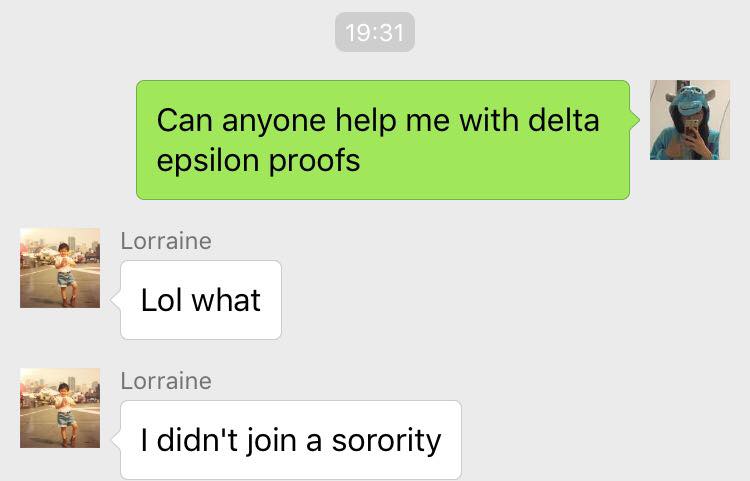 19:31
Can anyone help me with delta
epsilon proofs
Lorraine
Lol what
Lorraine
I didn't join a sorority